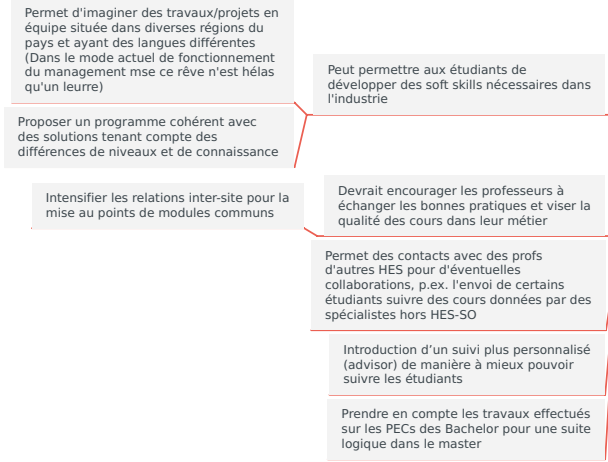 Permet d'imaginer des travaux/projets en
équipe située dans diverses régions du
pays et ayant des langues différentes
(Dans le mode actuel de fonctionnement
du management mse ce rêve n'est hélas
qu'un leurre)
Peut permettre aux étudiants de
développer des soft skills nécessaires dans
l'industrie
Proposer un programme cohérent avec
des solutions tenant compte des
différences de niveaux et de connaissance
Intensifier les relations inter-site pour la
mise au points de modules communs
Devrait encourager les professeurs à
échanger les bonnes pratiques et viser la
qualité des cours dans leur métier
Permet des contacts avec des profs
d'autres HES pour d'éventuelles
collaborations, p.ex. l'envoi de certains
étudiants suivre des cours données par des
spécialistes hors HES-SO
Introduction d’un suivi plus personnalisé
(advisor) de manière à mieux pouvoir
suivre les étudiants
Prendre en compte les travaux effectués
sur les PECs des Bachelor pour une suite
logique dans le master